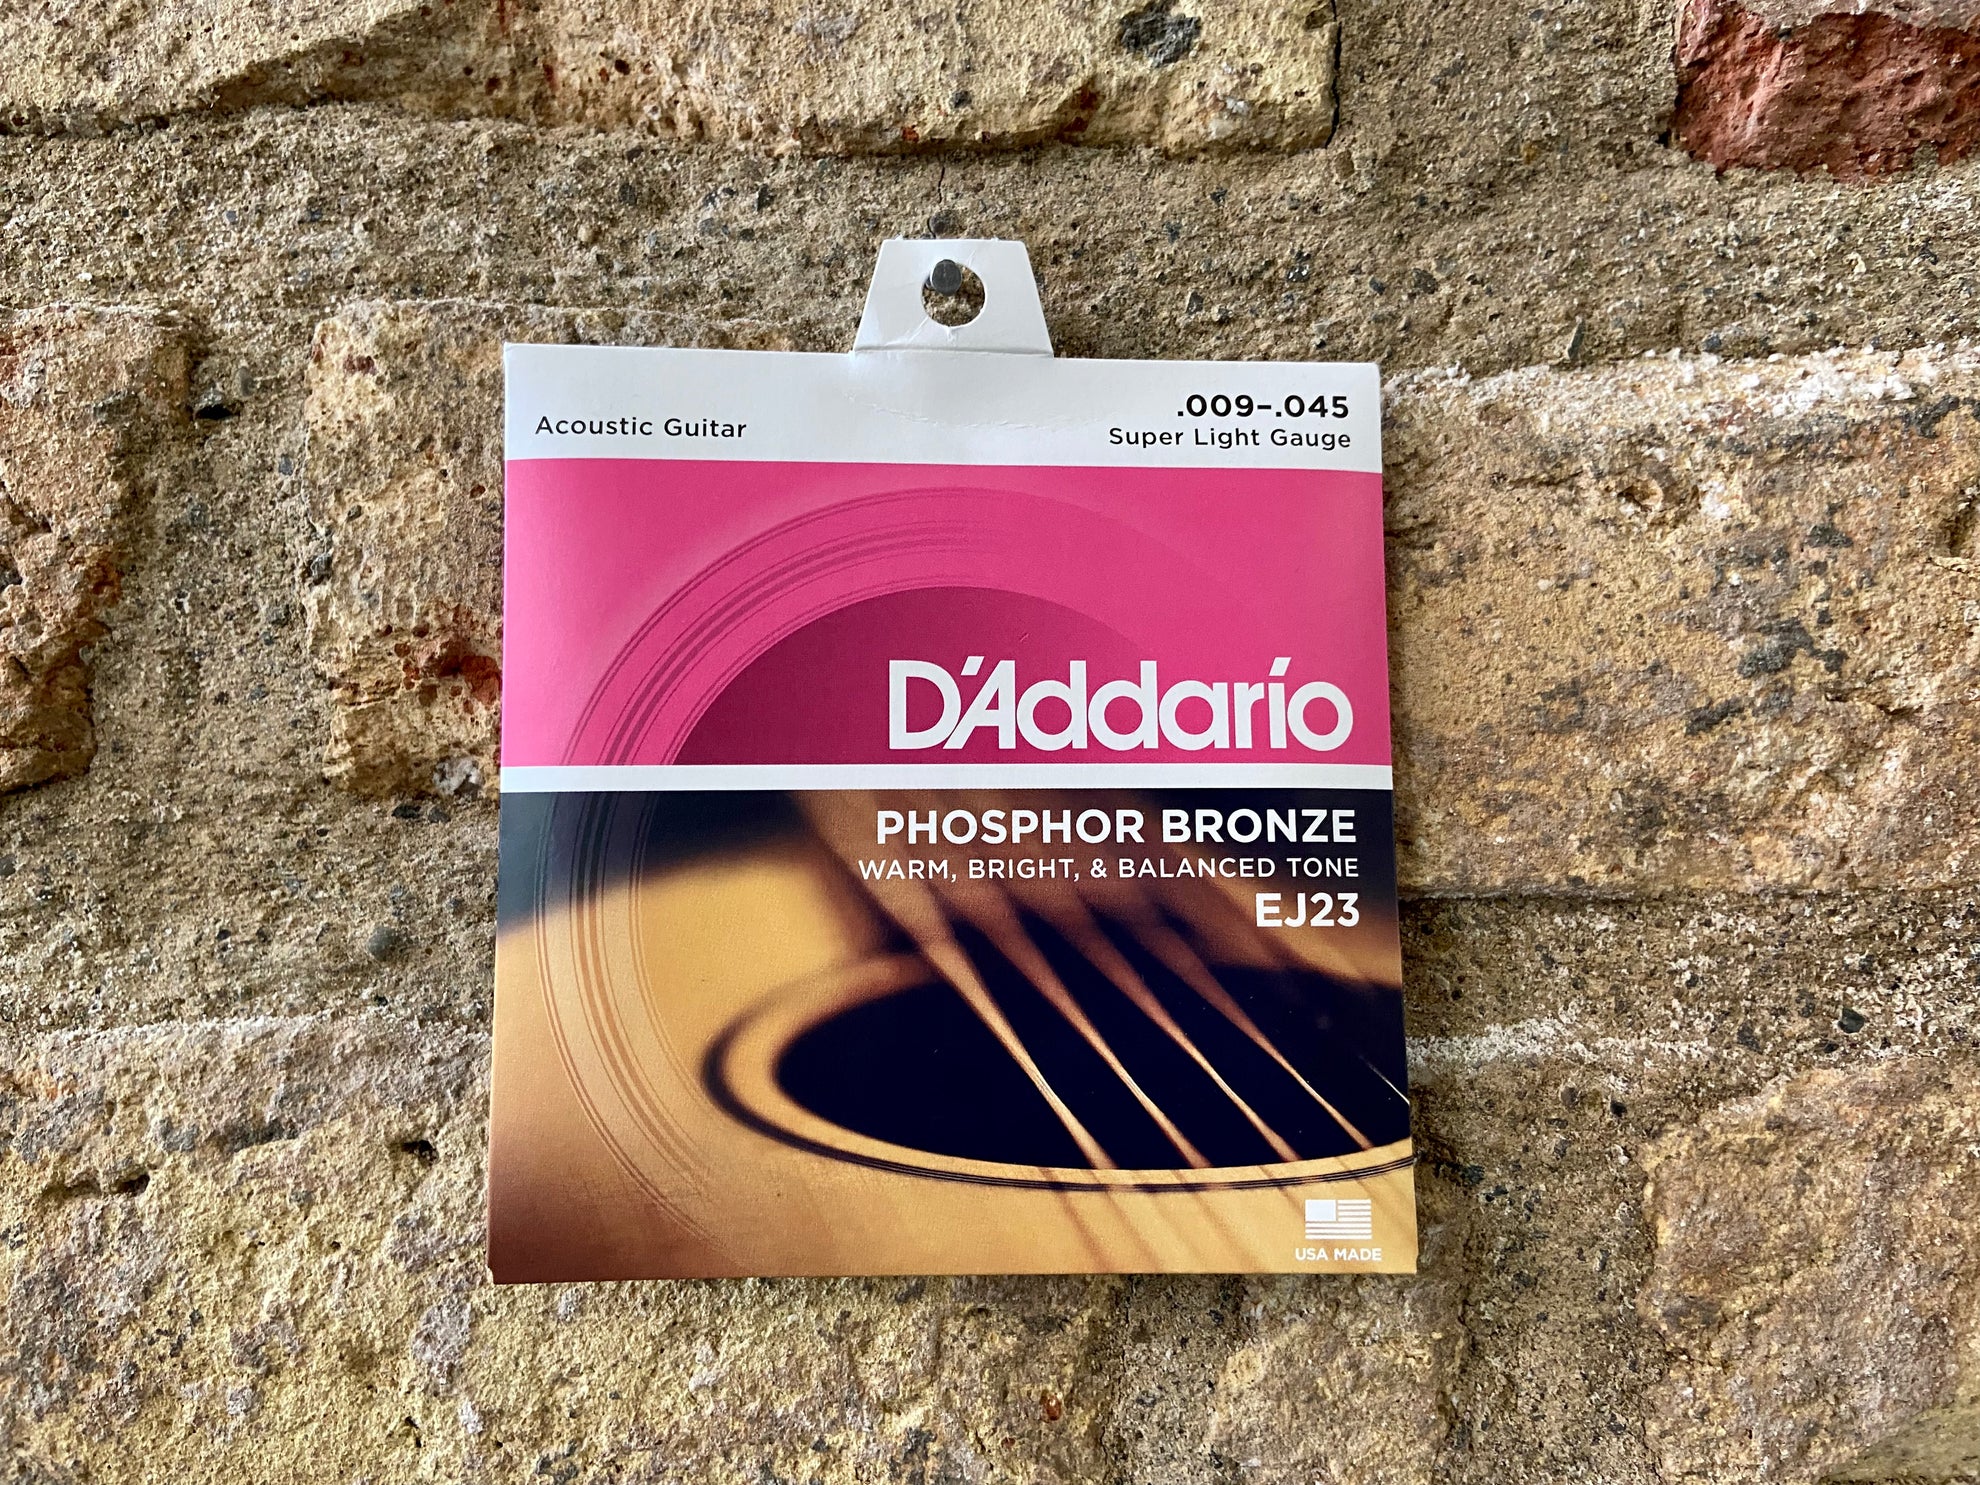 Acoustic Guitar
.009–.045
Super Light Gauge
D'Addario
PHOSPHOR BRONZE
WARM, BRIGHT, & BALANCED TONE
EJ23
USA MADE